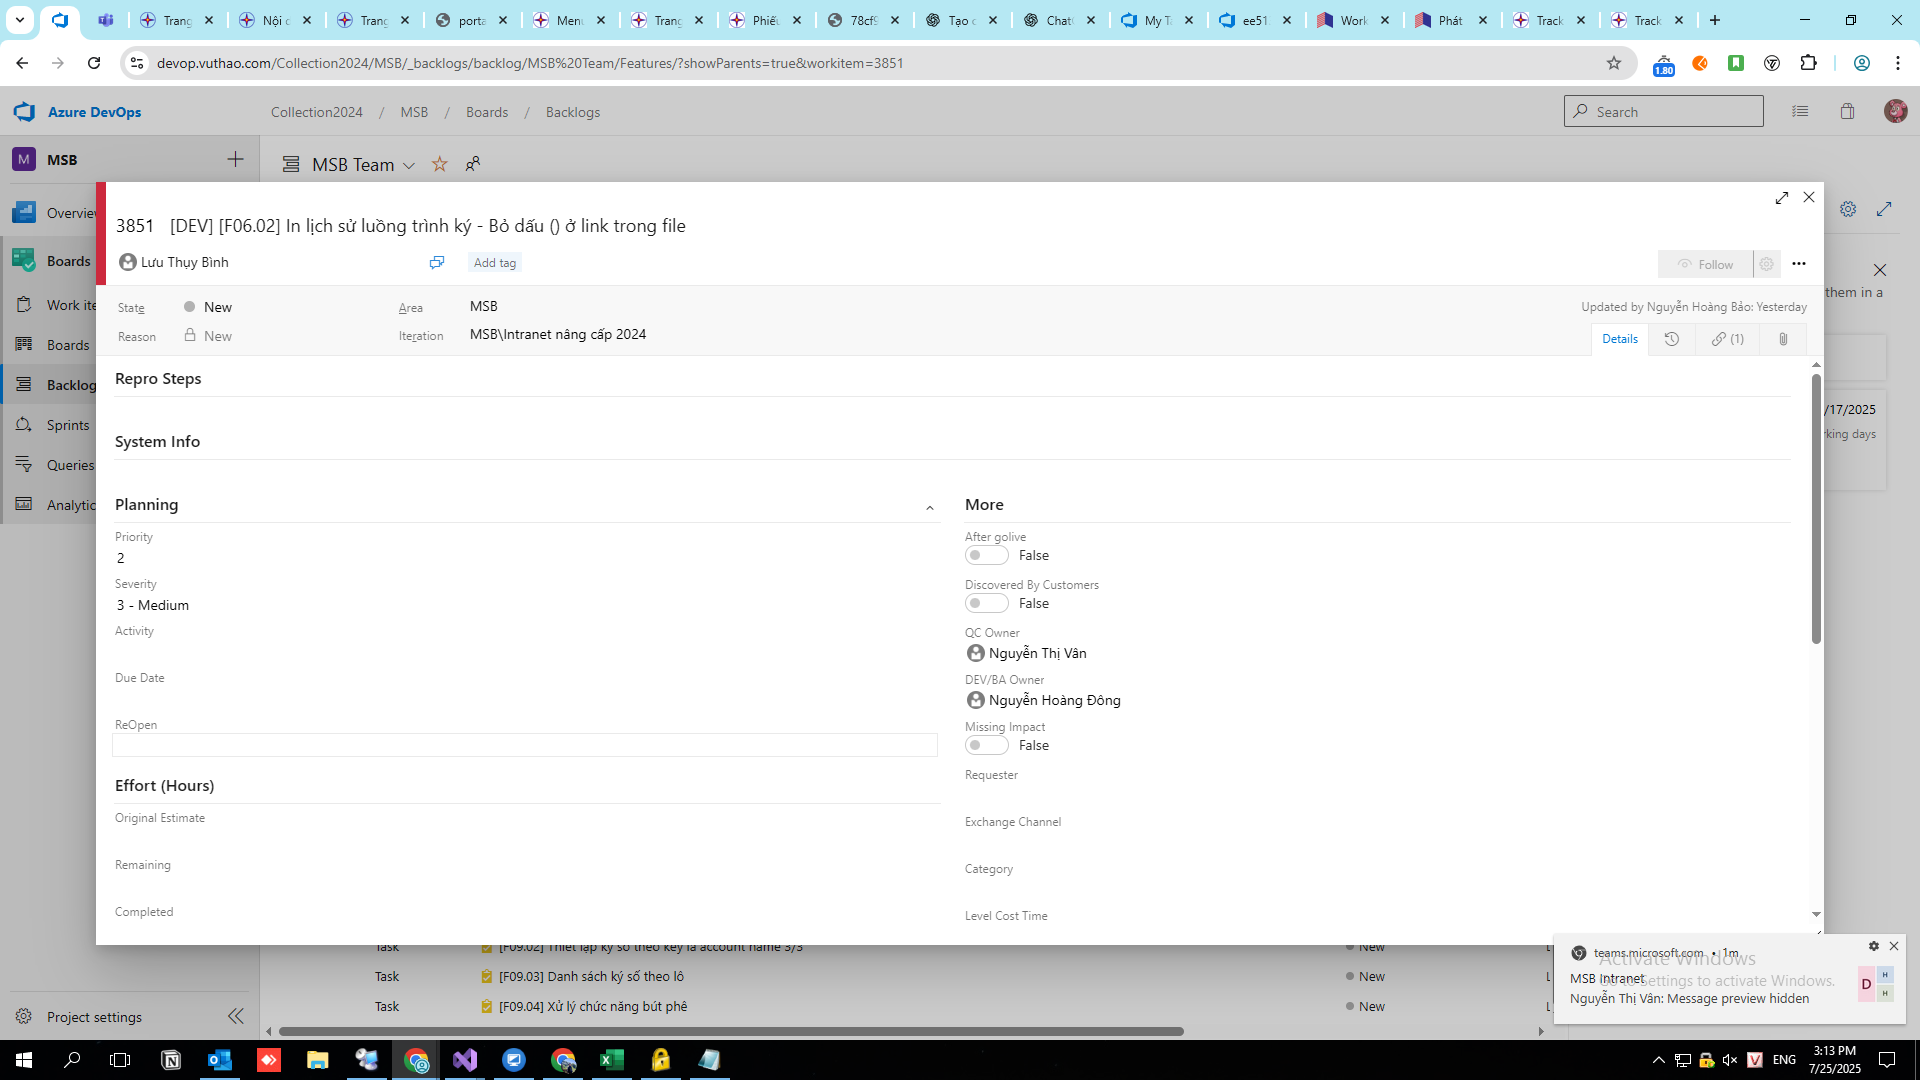 Trang
Nội d
Trang
porta
Menu
Trang
Phiếu
78cf9
Tạo c
Chat
My Ta
ee51
Work
Phát
Track
Track
devop.vuthao.com/Collection2024/MSB/_backlogs/backlog/MSB%20Team/Features/?showParents=true&workitem=3851
1.80
Azure DevOps
Collection2024 / MSB / Boards / Backlogs
Search
M MSB
MSB Team
Overvie
3851 [DEV] [F06.02] In lịch sử luồng trình ký - Bỏ dấu () ở link trong file
Boards
Lưu Thụy Bình
Add tag
Follow
them in a
Work ite
State New
Area MSB
Updated by Nguyễn Hoàng Bảo: Yesterday
Reason New
Iteration MSB\Intranet nâng cấp 2024
Details
(1)
Boards
Backlog
Sprints
Queries
Analytic
Repro Steps
/17/2025
rking days
System Info
Planning
Priority
2
Severity
3 - Medium
Activity
Due Date
ReOpen
Effort (Hours)
Original Estimate
Remaining
Completed
More
After golive
False
Discovered By Customers
False
QC Owner
Nguyễn Thị Vân
DEV/BA Owner
Nguyễn Hoàng Đông
Missing Impact
False
Requester
Exchange Channel
Category
Level Cost Time
Task [F09.02] Thiết lập ký số theo key là account name 3/3 New
Task [F09.03] Danh sách ký số theo lô New
Task [F09.04] Xử lý chức năng bút phê New
Project settings
teams.microsoft.com • 1m
Activate Windows
MSB Intranet
Go to Settings to activate Windows.
Nguyễn Thị Vân: Message preview hidden
D
H
H
ENG
3:13 PM
7/25/2025